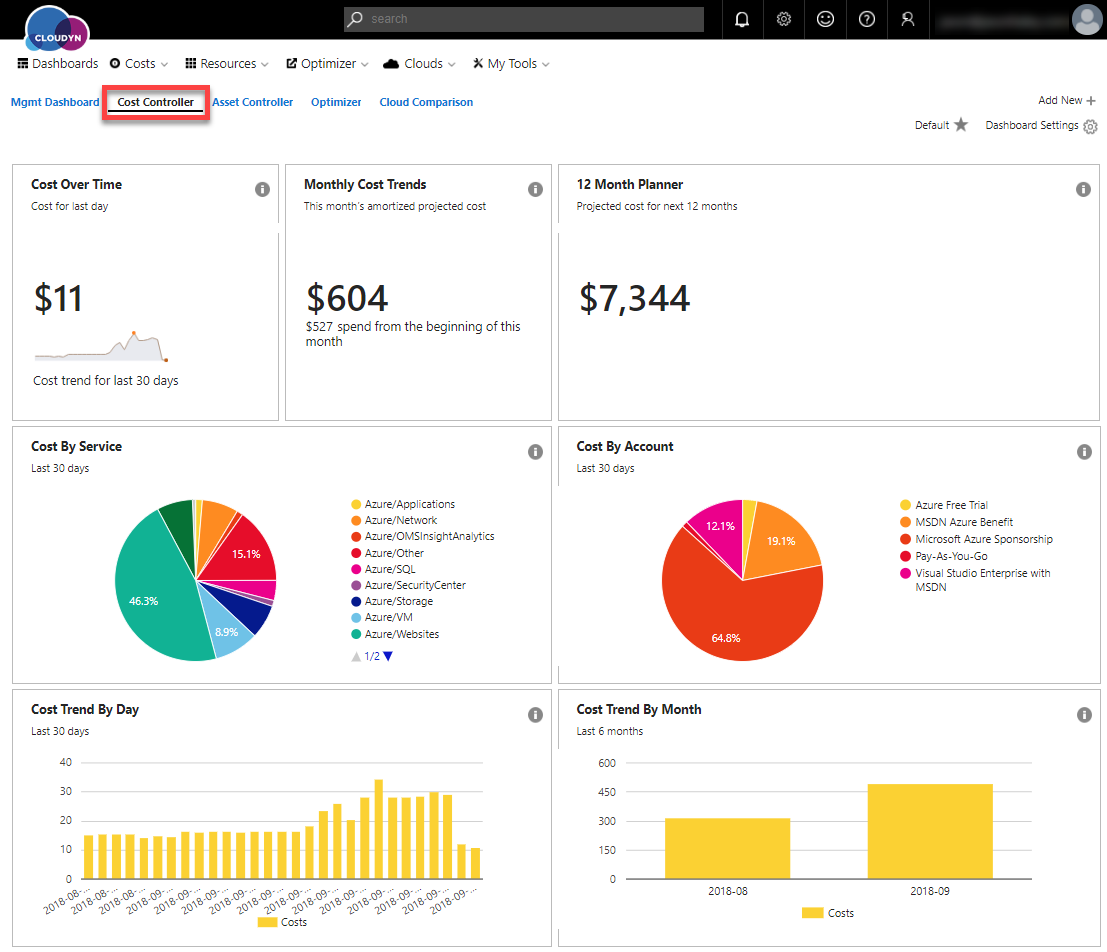 search
CLOUDYN
Dashboards Costs Resources Optimizer Clouds My Tools
Mgmt Dashboard Cost Controller Asset Controller Optimizer Cloud Comparison
Add New
Default Dashboard Settings
Cost Over Time
Cost for last day
$11
Cost trend for last 30 days
Monthly Cost Trends
This month's amortized projected cost
$604
$527 spend from the beginning of this
month
12 Month Planner
Projected cost for next 12 months
$7,344
Cost By Service
Last 30 days
15.1%
46.3%
8.9%
Azure/Applications
Azure/Network
Azure/OMSInsightAnalytics
Azure/Other
Azure/SQL
Azure/SecurityCenter
Azure/Storage
Azure/VM
Azure/Websites
1/2
Cost By Account
Last 30 days
12.1%
19.1%
64.8%
Azure Free Trial
MSDN Azure Benefit
Microsoft Azure Sponsorship
Pay-As-You-Go
Visual Studio Enterprise with
MSDN
Cost Trend By Day
Last 30 days
40
30
20
10
0
2018-08-... 2018-08-... 2018-08-... 2018-09-... 2018-09-... 2018-09-... 2018-09-... 2018-09-... 2018-09-... 2018-09-... 2018-09-... 2018-09-... 2018-09-... 2018-09-... 2018-09-...
Costs
Cost Trend By Month
Last 6 months
600
450
300
150
0
2018-08 2018-09
Costs